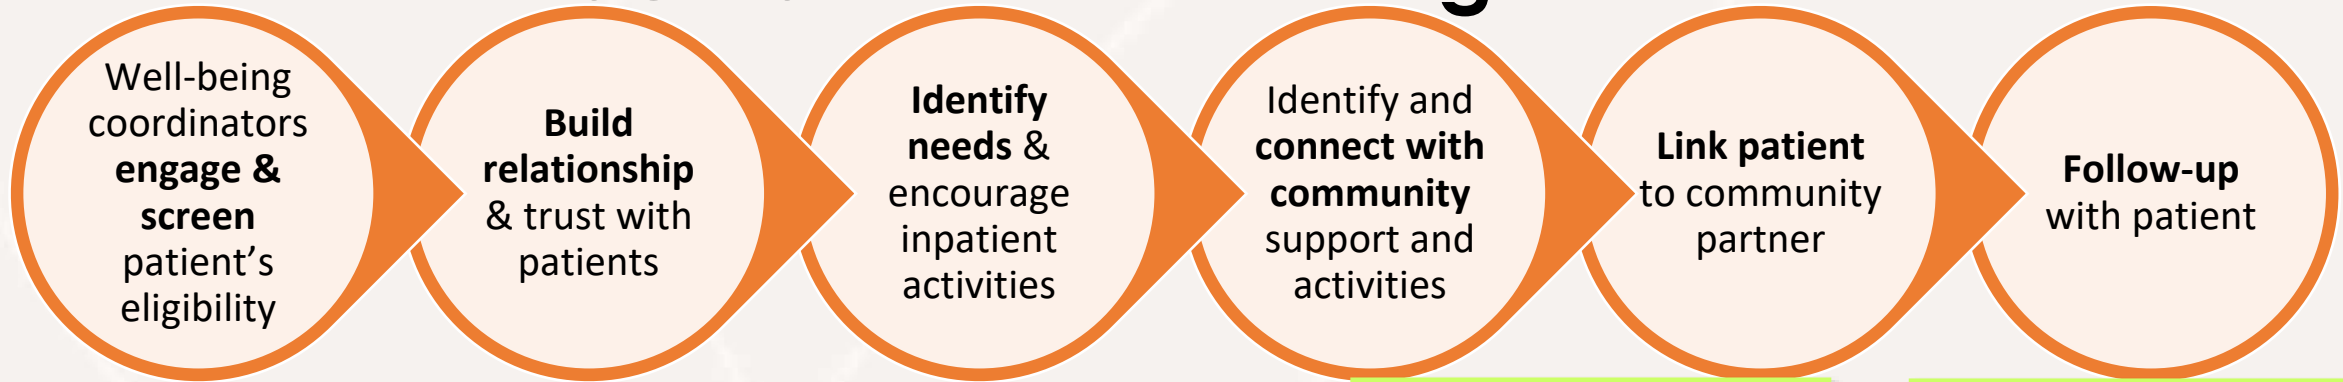 Well-being
coordinators
engage &
screen
patient’s
eligibility
Build
relationship
& trust with
patients
Identify
needs &
encourage
inpatient
activities
Identify and
connect with
community
support and
activities
Link patient
to community
partner
Follow-up
with patient